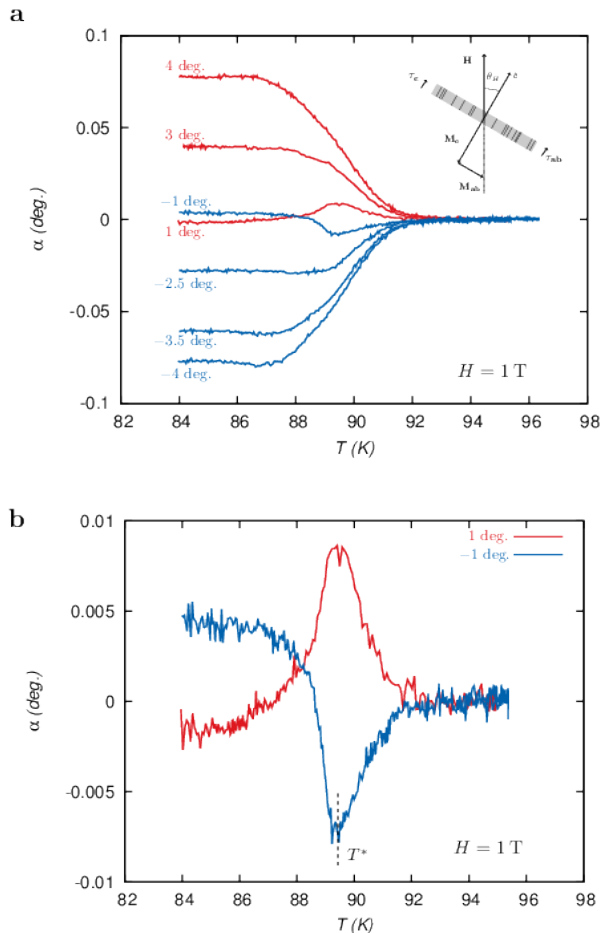 a
0.1
0.05
0
-0.05
-0.1
α (deg.)
4 deg.
3 deg.
−1 deg.
1 deg.
−2.5 deg.
−3.5 deg.
−4 deg.
H
θH
c
τc
Mc
Mab
τab
H = 1 T
82 84 86 88 90 92 94 96 98
T (K)
b
0.01
0.005
0
-0.005
-0.01
α (deg.)
1 deg.
−1 deg.
T*
H = 1 T
82 84 86 88 90 92 94 96 98
T (K)